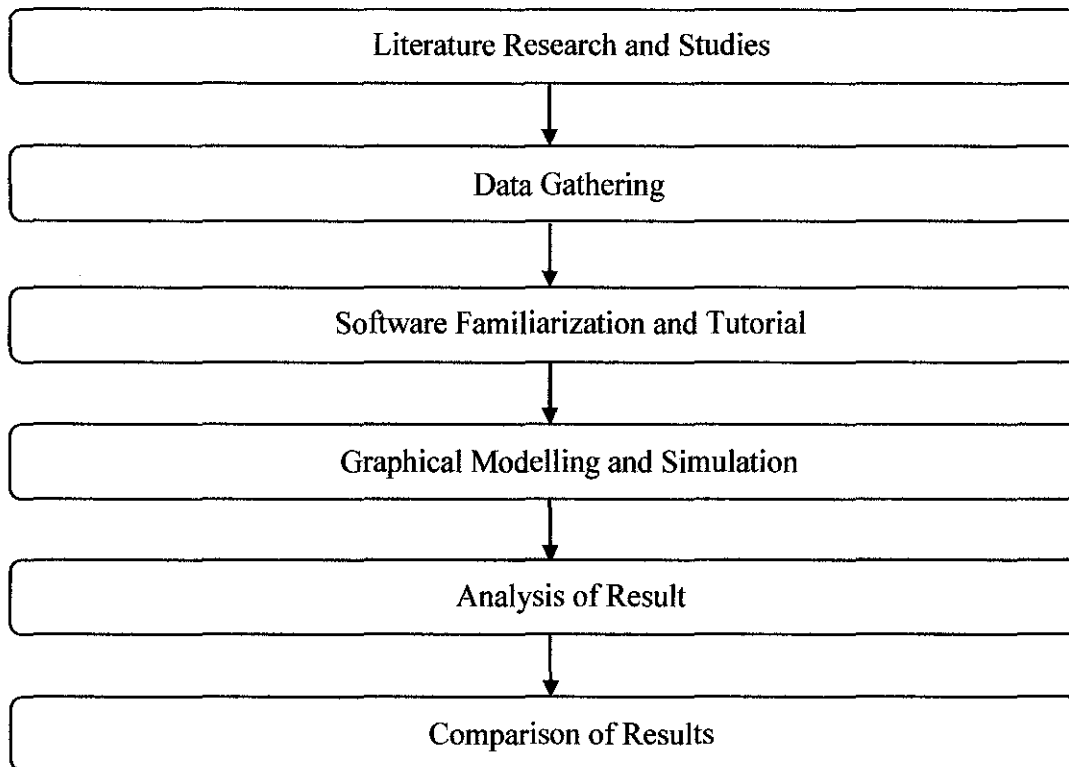 Literature Research and Studies
Data Gathering
Software Familiarization and Tutorial
Graphical Modelling and Simulation
Analysis of Result
Comparison of Results